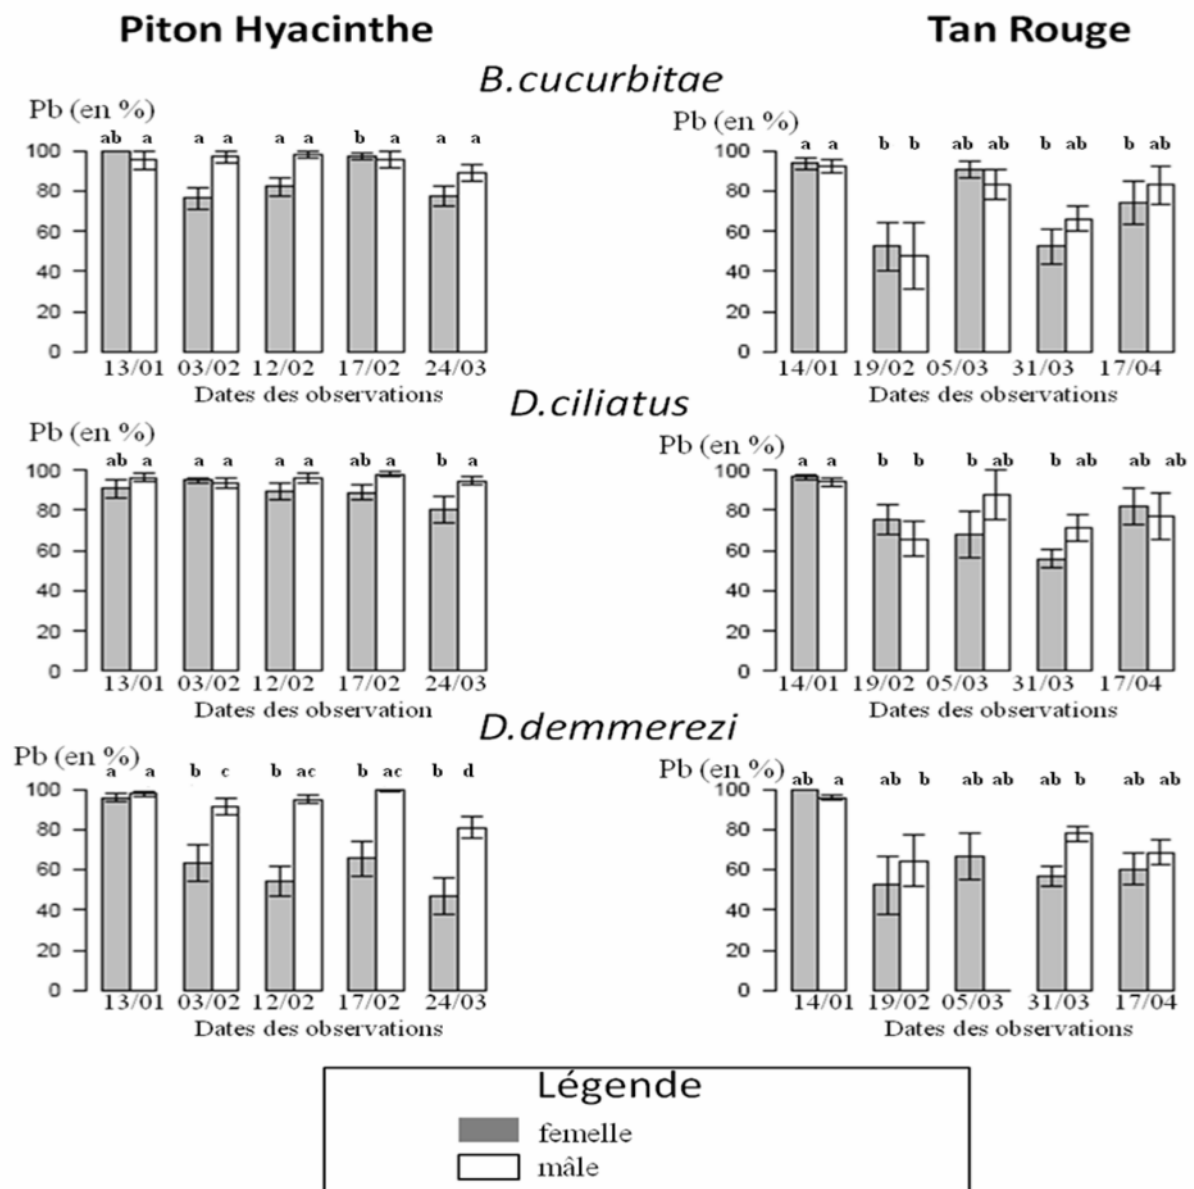 Piton Hyacinthe Tan Rouge
B.cucurbitae
Pb (en %)
ab a a a a a b a a a
100
80
60
40
20
0
13/01 03/02 12/02 17/02 24/03
Dates des observations
Pb (en %)
a a b b ab ab b ab b ab
100
80
60
40
20
0
14/01 19/02 05/03 31/03 17/04
Dates des observations
D.ciliatus
Pb (en %)
ab a a a a a ab a b a
100
80
60
40
20
0
13/01 03/02 12/02 17/02 24/03
Dates des observation
Pb (en %)
a a b b b ab b ab ab ab
100
80
60
40
20
0
14/01 19/02 05/03 31/03 17/04
Dates des observations
D.demmerezi
Pb (en %)
a a b c b ac b ac b d
100
80
60
40
20
0
13/01 03/02 12/02 17/02 24/03
Dates des observations
Pb (en %)
ab a ab b ab ab ab b ab ab
100
80
60
40
20
0
14/01 19/02 05/03 31/03 17/04
Dates des observations
Légende
femelle
mâle